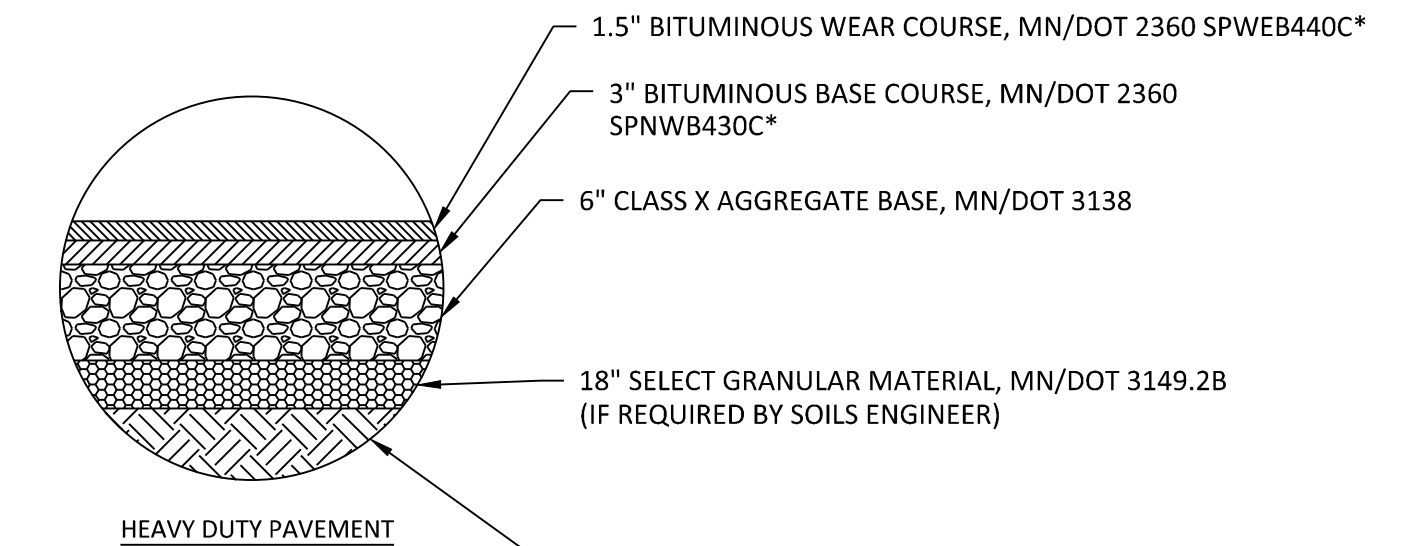 1.5" BITUMINOUS WEAR COURSE, MN/DOT 2360 SPWEB440C*
3" BITUMINOUS BASE COURSE, MN/DOT 2360
SPNWB430C*
6" CLASS X AGGREGATE BASE, MN/DOT 3138
18" SELECT GRANULAR MATERIAL, MN/DOT 3149.2B
(IF REQUIRED BY SOILS ENGINEER)
HEAVY DUTY PAVEMENT